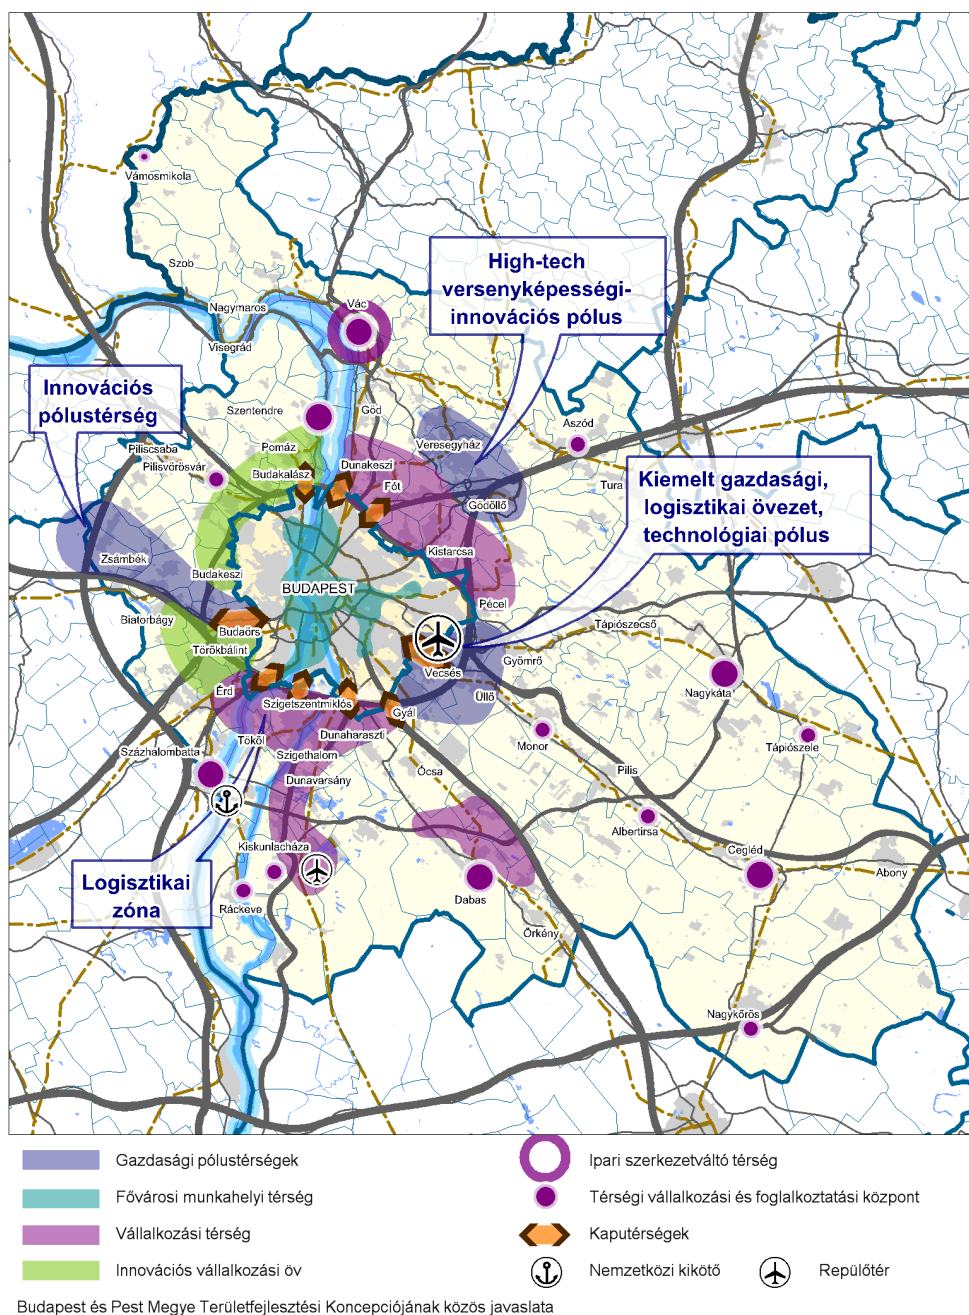 Vámosmikola
Szob
Nagymaros
Visegrád
Vác
High-tech
versenyképességi-
innovációs pólus
Innovációs
pólustérség
Szentendre
Göd
Aszód
Veresegyház
Piliscsaba
Pomáz
Pilisvörösvár
Budakalász
Dunakeszi
Fót
Tura
Gödöllő
Kiemelt gazdasági,
logisztikai övezet,
technológiai pólus
Zsámbék
Kistarcsa
Budakeszi
BUDAPEST
Pécel
Biatorbágy
Budaörs
Tápiószecső
Törökbálint
Gyömrő
Vecsés
Érd
Üllő
Nagykáta
Szigetszentmiklós
Gyál
Tököl
Dunaharaszti
Monor
Tápiószele
Százhalombatta
Szigethalom
Ócsa
Pilis
Dunavarsány
Albertirsa
Kiskunlacháza
Cegléd
Abony
Logisztikai
zóna
Ráckeve
Dabas
Örkény
Nagykőrös
Gazdasági pólustérségek
Ipari szerkezetváltó térség
Fővárosi munkahelyi térség
Térségi vállalkozási és foglalkoztatási központ
Vállalkozási térség
Kaputérségek
Innovációs vállalkozási öv
Nemzetközi kikötő
Repülőtér
Budapest és Pest Megye Területfejlesztési Koncepciójának közös javaslata